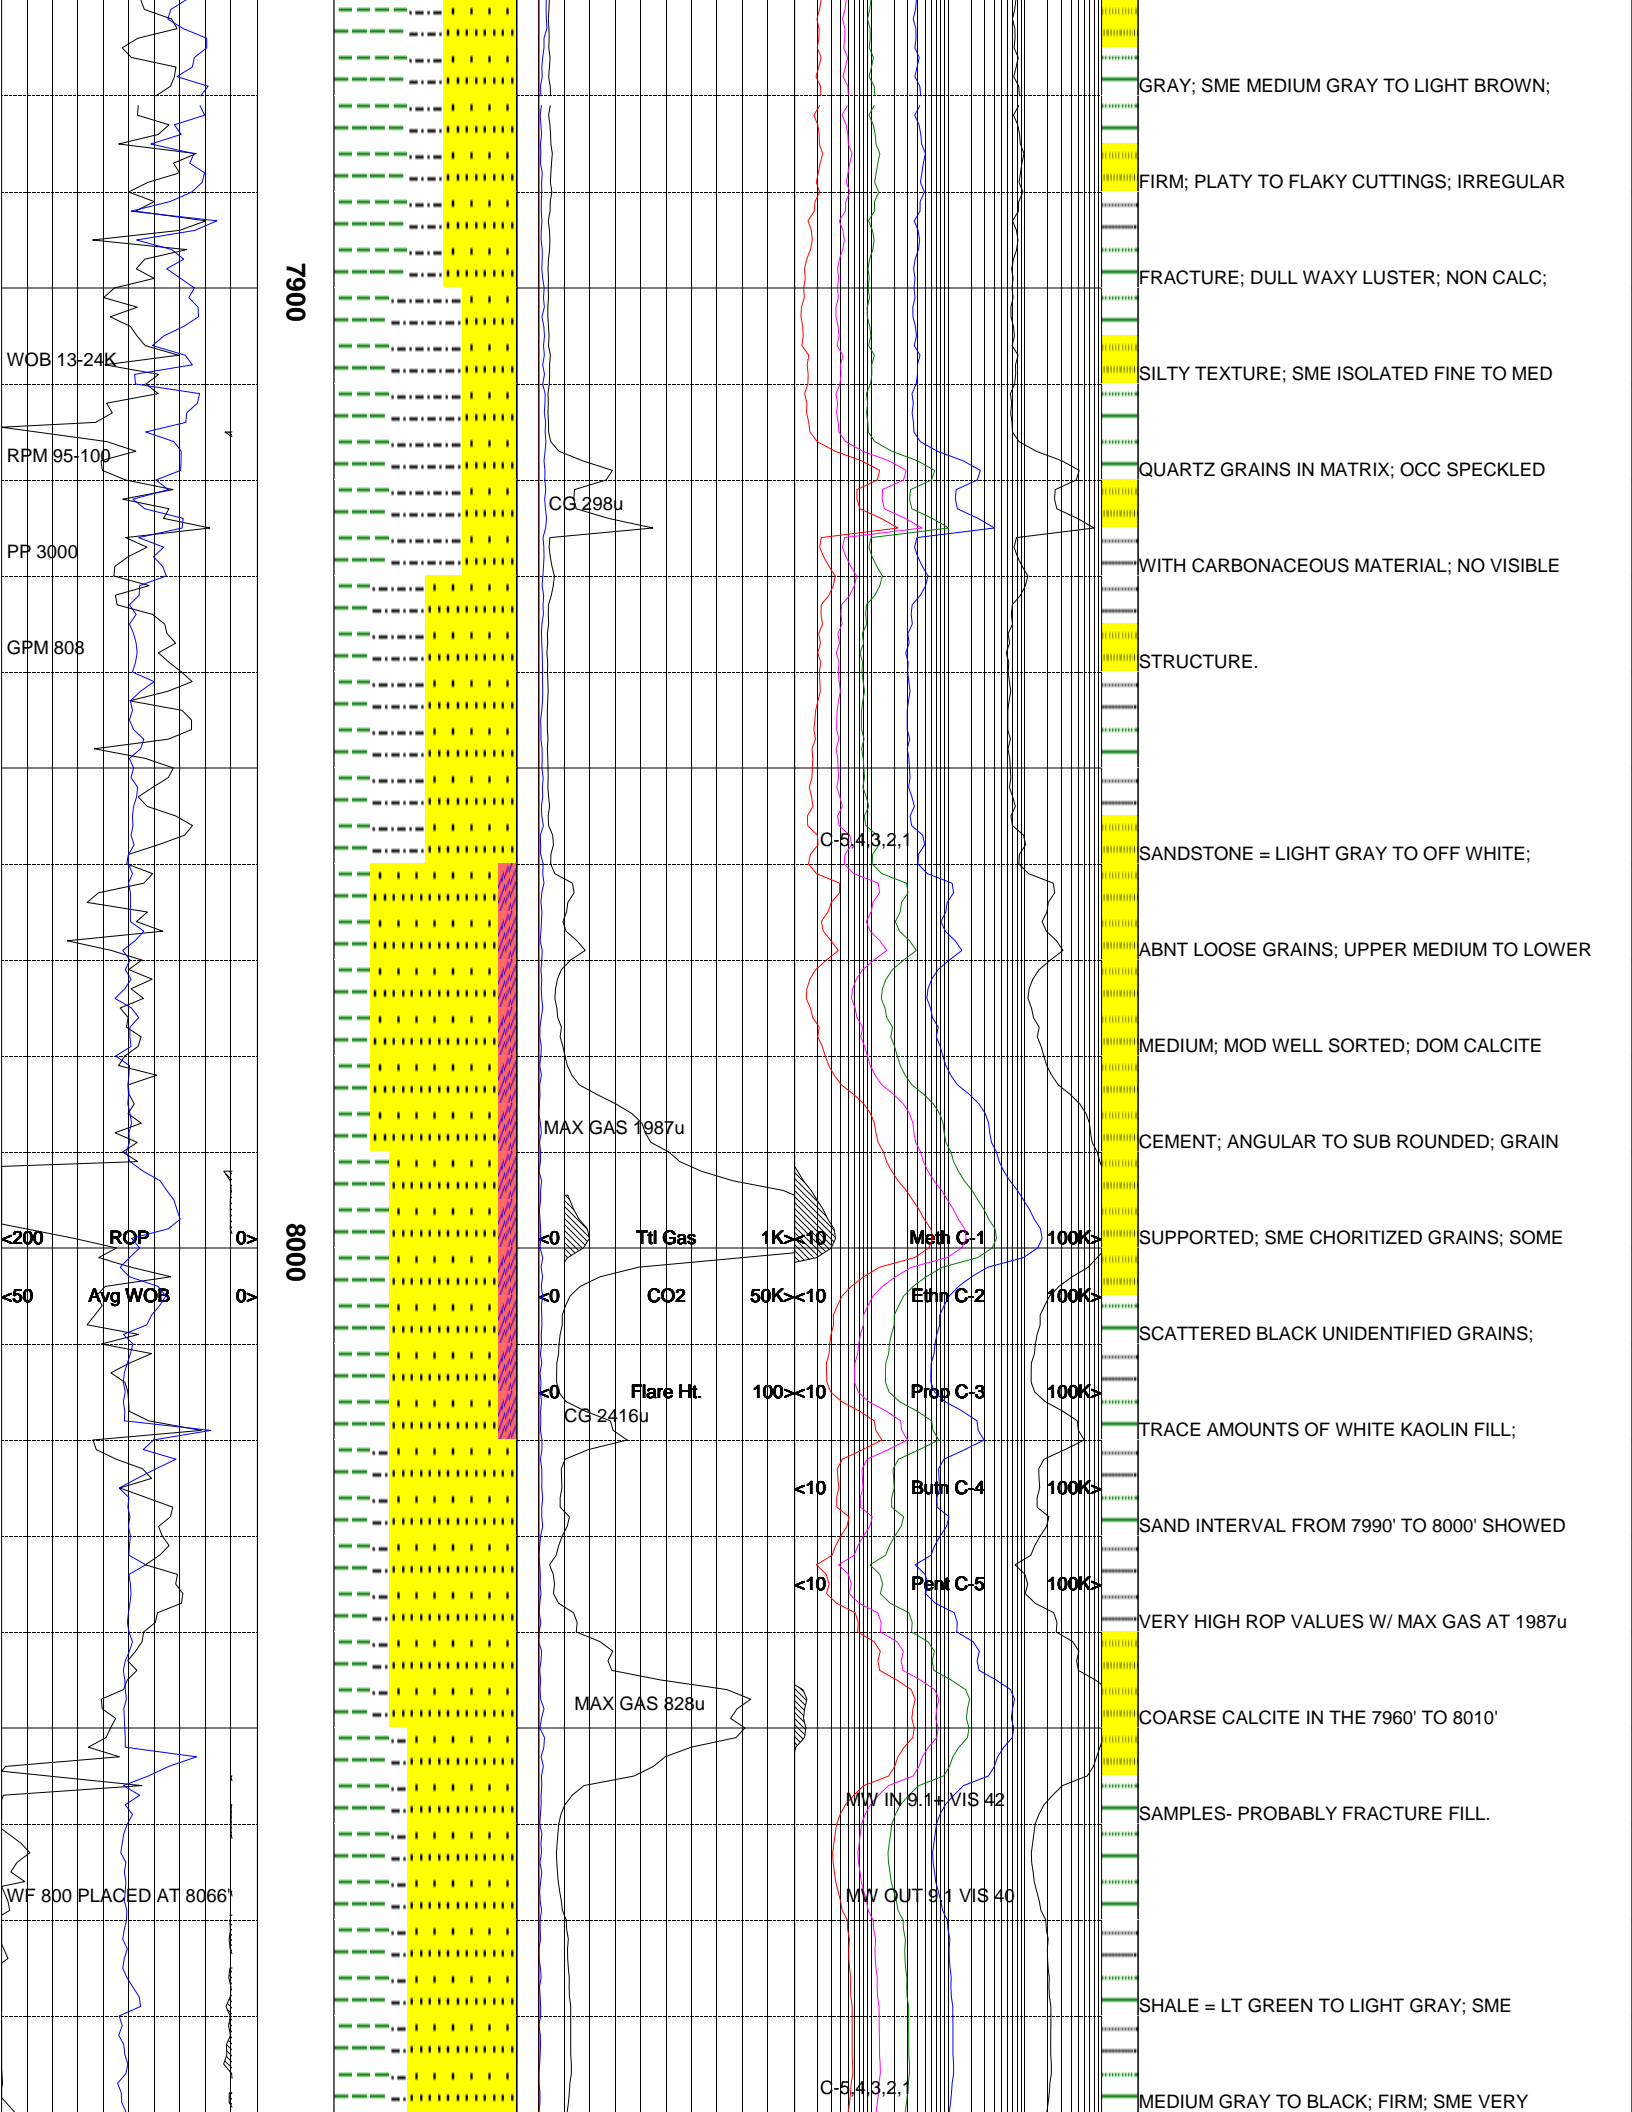 GRAY; SME MEDIUM GRAY TO LIGHT BROWN;
FIRM; PLATY TO FLAKY CUTTINGS; IRREGULAR
7900
FRACTURE; DULL WAXY LUSTER; NON CALC;
WOB 13-24K
SILTY TEXTURE; SME ISOLATED FINE TO MED
RPM 95-100
QUARTZ GRAINS IN MATRIX; OCC SPECKLED
CG 298u
PP 3000
WITH CARBONACEOUS MATERIAL; NO VISIBLE
GPM 808
STRUCTURE.
C-5,4,3,2,1
SANDSTONE = LIGHT GRAY TO OFF WHITE;
ABNT LOOSE GRAINS; UPPER MEDIUM TO LOWER
MEDIUM; MOD WELL SORTED; DOM CALCITE
MAX GAS 1987u
CEMENT; ANGULAR TO SUB ROUNDED; GRAIN
8000
<200 ROP 0> <0 Ttl Gas 1K> <10 Meth C-1 100K> SUPPORTED; SME CHORITIZED GRAINS; SOME
<50 Avg WOB 0> <0 CO2 50K> <10 Ethn C-2 100K>
SCATTERED BLACK UNIDENTIFIED GRAINS;
<0 Flare Ht. 100> <10 Prop C-3 100K>
CG 2416u
TRACE AMOUNTS OF WHITE KAOLIN FILL;
<10 Butn C-4 100K>
SAND INTERVAL FROM 7990' TO 8000' SHOWED
<10 Pent C-5 100K>
VERY HIGH ROP VALUES W/ MAX GAS AT 1987u
MAX GAS 828u
COARSE CALCITE IN THE 7960' TO 8010'
MW IN 9.1+ VIS 42
SAMPLES- PROBABLY FRACTURE FILL.
WF 800 PLACED AT 8066'
MW OUT 9.1 VIS 40
SHALE = LT GREEN TO LIGHT GRAY; SME
C-5,4,3,2,1
MEDIUM GRAY TO BLACK; FIRM; SME VERY